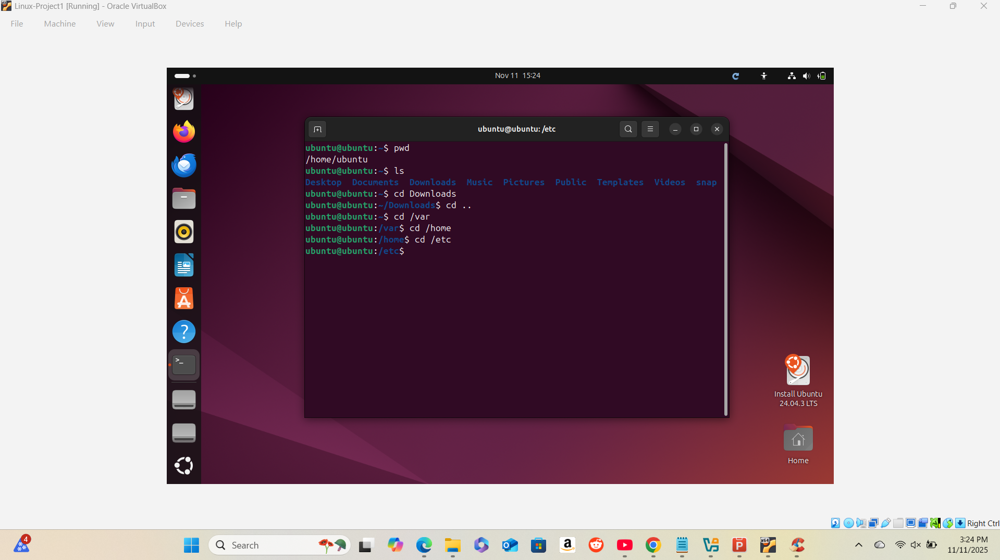 Linux-Project1 [Running] - Oracle VirtualBox
File Machine View Input Devices Help
Nov 11 15:24
ubuntu@ubuntu: /etc
ubuntu@ubuntu:~$ pwd
/home/ubuntu
ubuntu@ubuntu:~$ ls
Desktop Documents Downloads Music Pictures Public Templates Videos snap
ubuntu@ubuntu:~$ cd Downloads
ubuntu@ubuntu:~/Downloads$ cd ..
ubuntu@ubuntu:~$ cd /var
ubuntu@ubuntu:/var$ cd /home
ubuntu@ubuntu:/home$ cd /etc
ubuntu@ubuntu:/etc$
Install Ubuntu
24.04.3 LTS
Home
Right Ctrl
4
Search
3:24 PM
11/11/2025